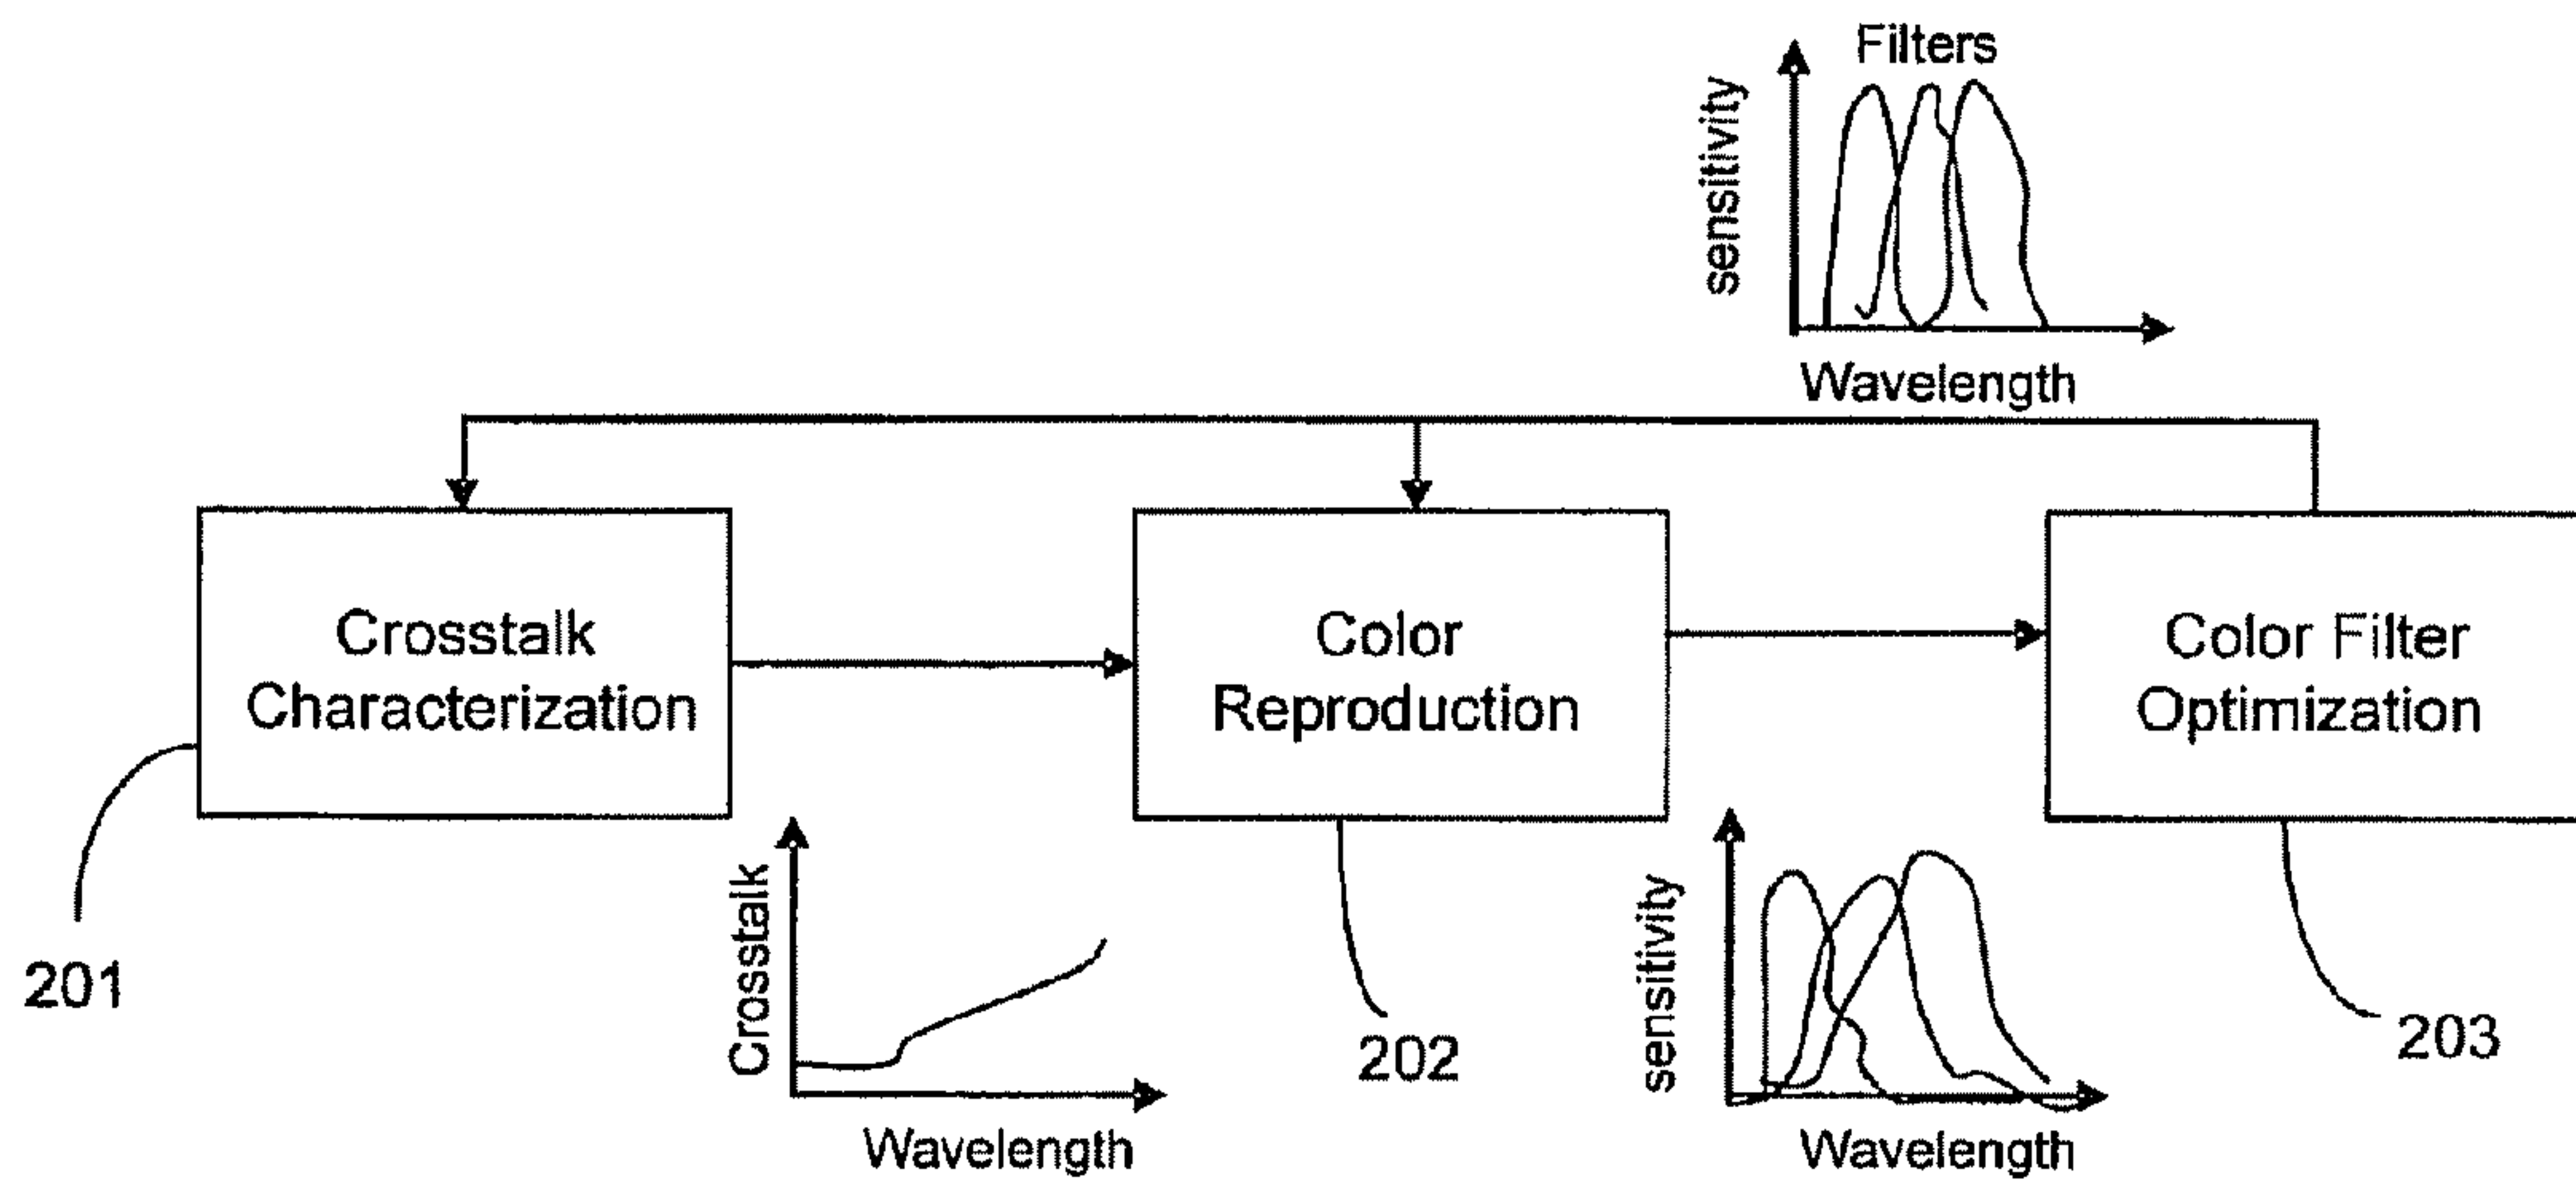 Filters
sensitivity
Wavelength
Crosstalk
Characterization
Color
Reproduction
Color Filter
Optimization
201
Crosstalk
Wavelength
202
sensitivity
Wavelength
203